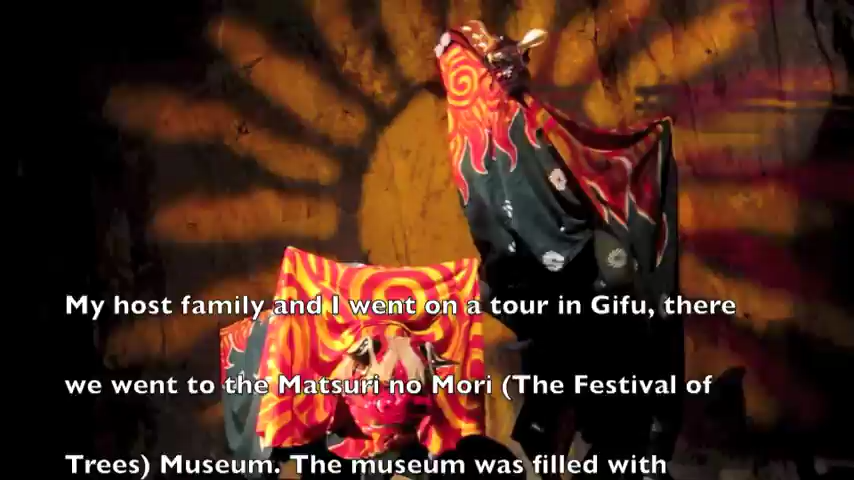 My host family and I went on a tour in Gifu, there
we went to the Matsuri no Mori (The Festival of
Trees) Museum. The museum was filled with